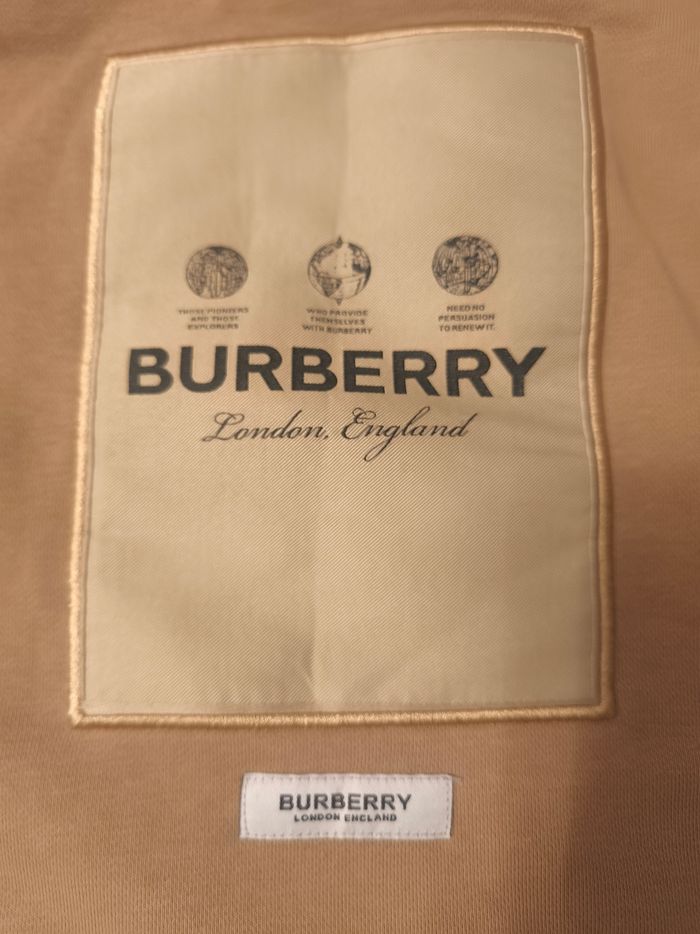 THOSE PIONIERS
AND THOSE
EXPLORERS
WHO PROVIDE
THEMSELVES
WITH BURBERRY
NEED NO
PERSUASION
TO RENEW IT.
BURBERRY
London, England
BURBERRY
LONDON ENGLAND